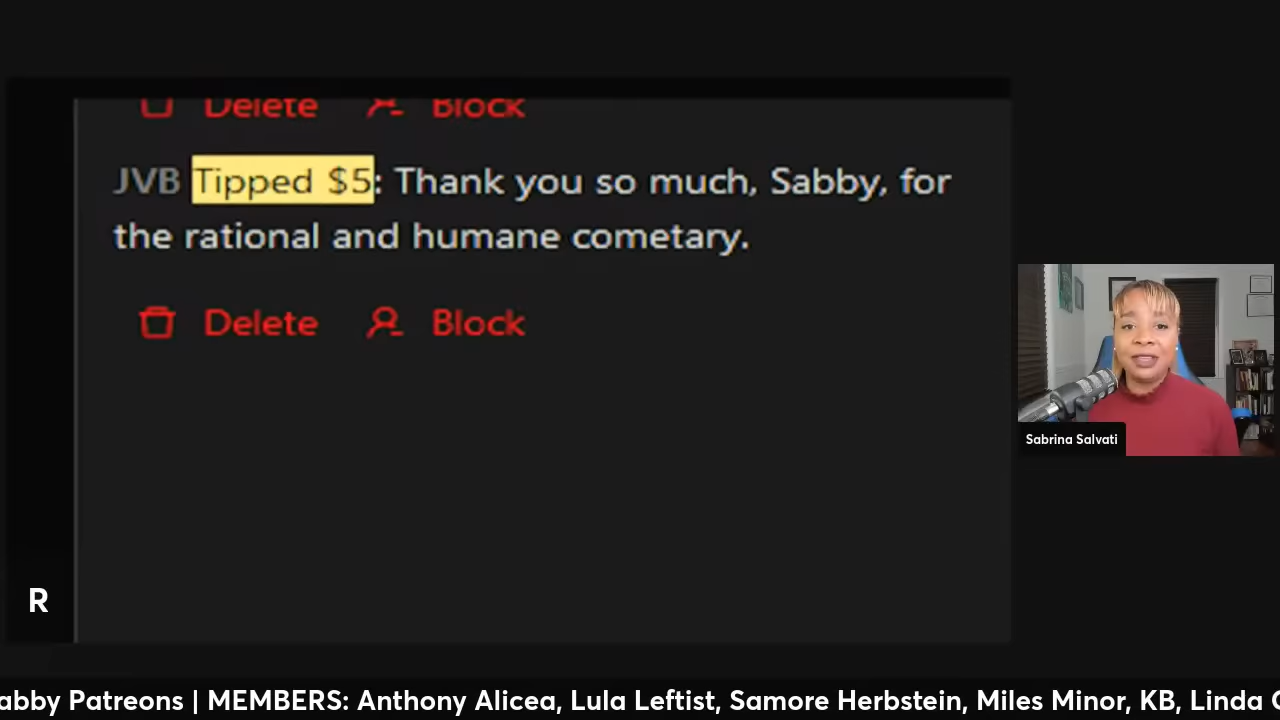 Delete Block
JVB Tipped $5: Thank you so much, Sabby, for
the rational and humane cometary.
Delete Block
Sabrina Salvati
R
abby Patreons | MEMBERS: Anthony Alicea, Lula Leftist, Samore Herbstein, Miles Minor, KB, Linda